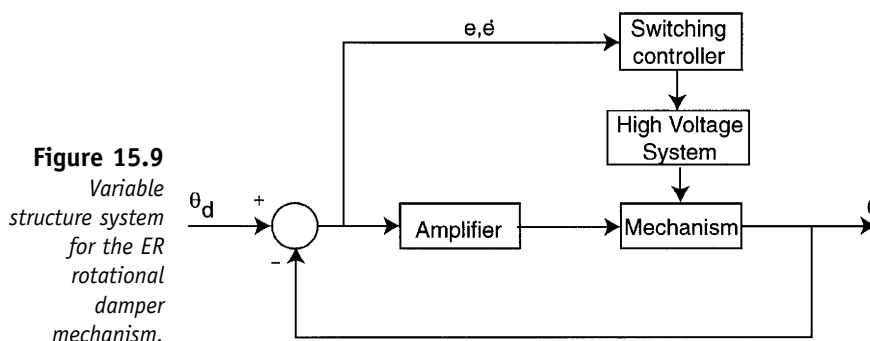 e,ė
Switching
controller
High Voltage
System
Figure 15.9
Variable
structure system
for the ER
rotational
damper
mechanism.
θd
+
-
Amplifier
Mechanism